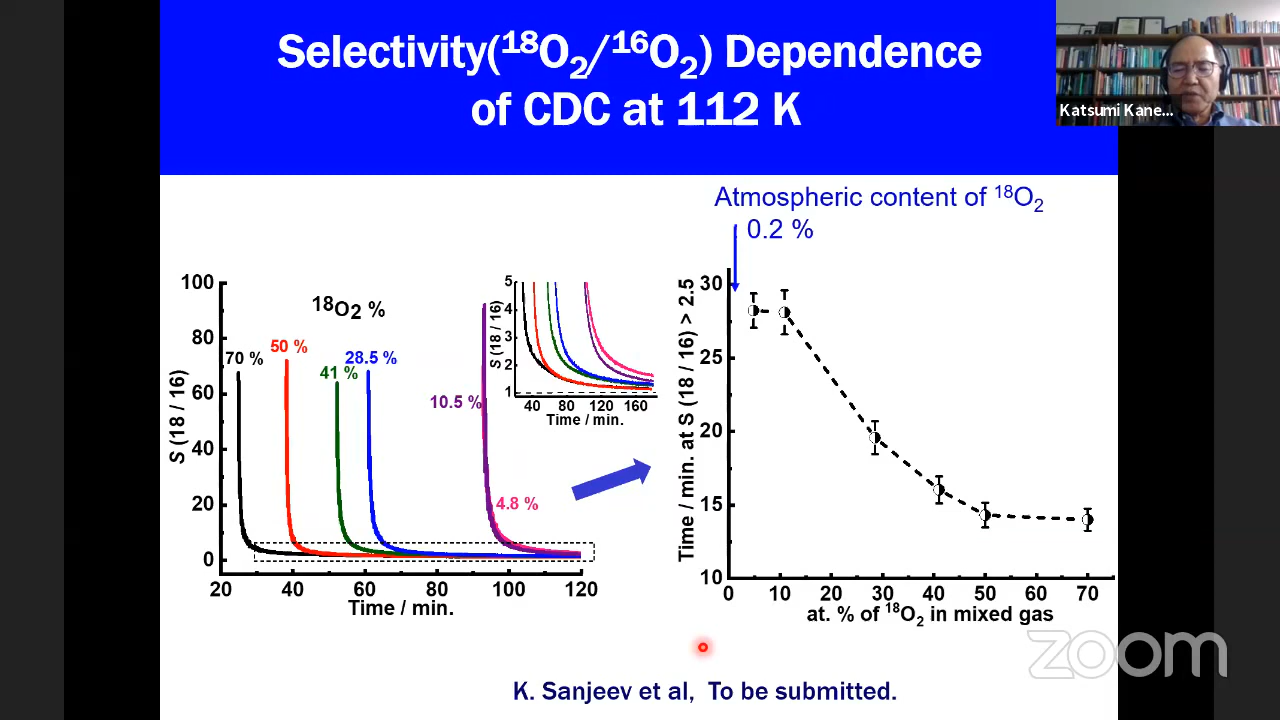 Selectivity(¹⁸O₂/¹⁶O₂) Dependence
of CDC at 112 K
Katsumi Kane...
Atmospheric content of ¹⁸O₂
0.2 %
100
80
60
40
20
0
S (18 / 16)
¹⁸O2 %
70 %
50 %
41 %
28.5 %
10.5 %
4.8 %
20 40 60 80 100 120
Time / min.
5
4
3
2
1
S (18 / 16)
40 80 120 160
Time / min.
30
25
20
15
10
Time / min. at S (18 / 16) > 2.5
0 10 20 30 40 50 60 70
at. % of ¹⁸O₂ in mixed gas
zoom
K. Sanjeev et al, To be submitted.